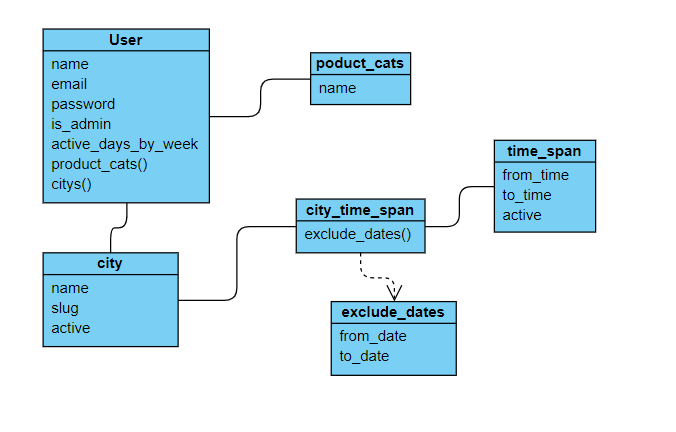 User
name
email
password
is_admin
active_days_by_week
product_cats()
citys()
poduct_cats
name
time_span
from_time
to_time
active
city_time_span
exclude_dates()
city
name
slug
active
exclude_dates
from_date
to_date